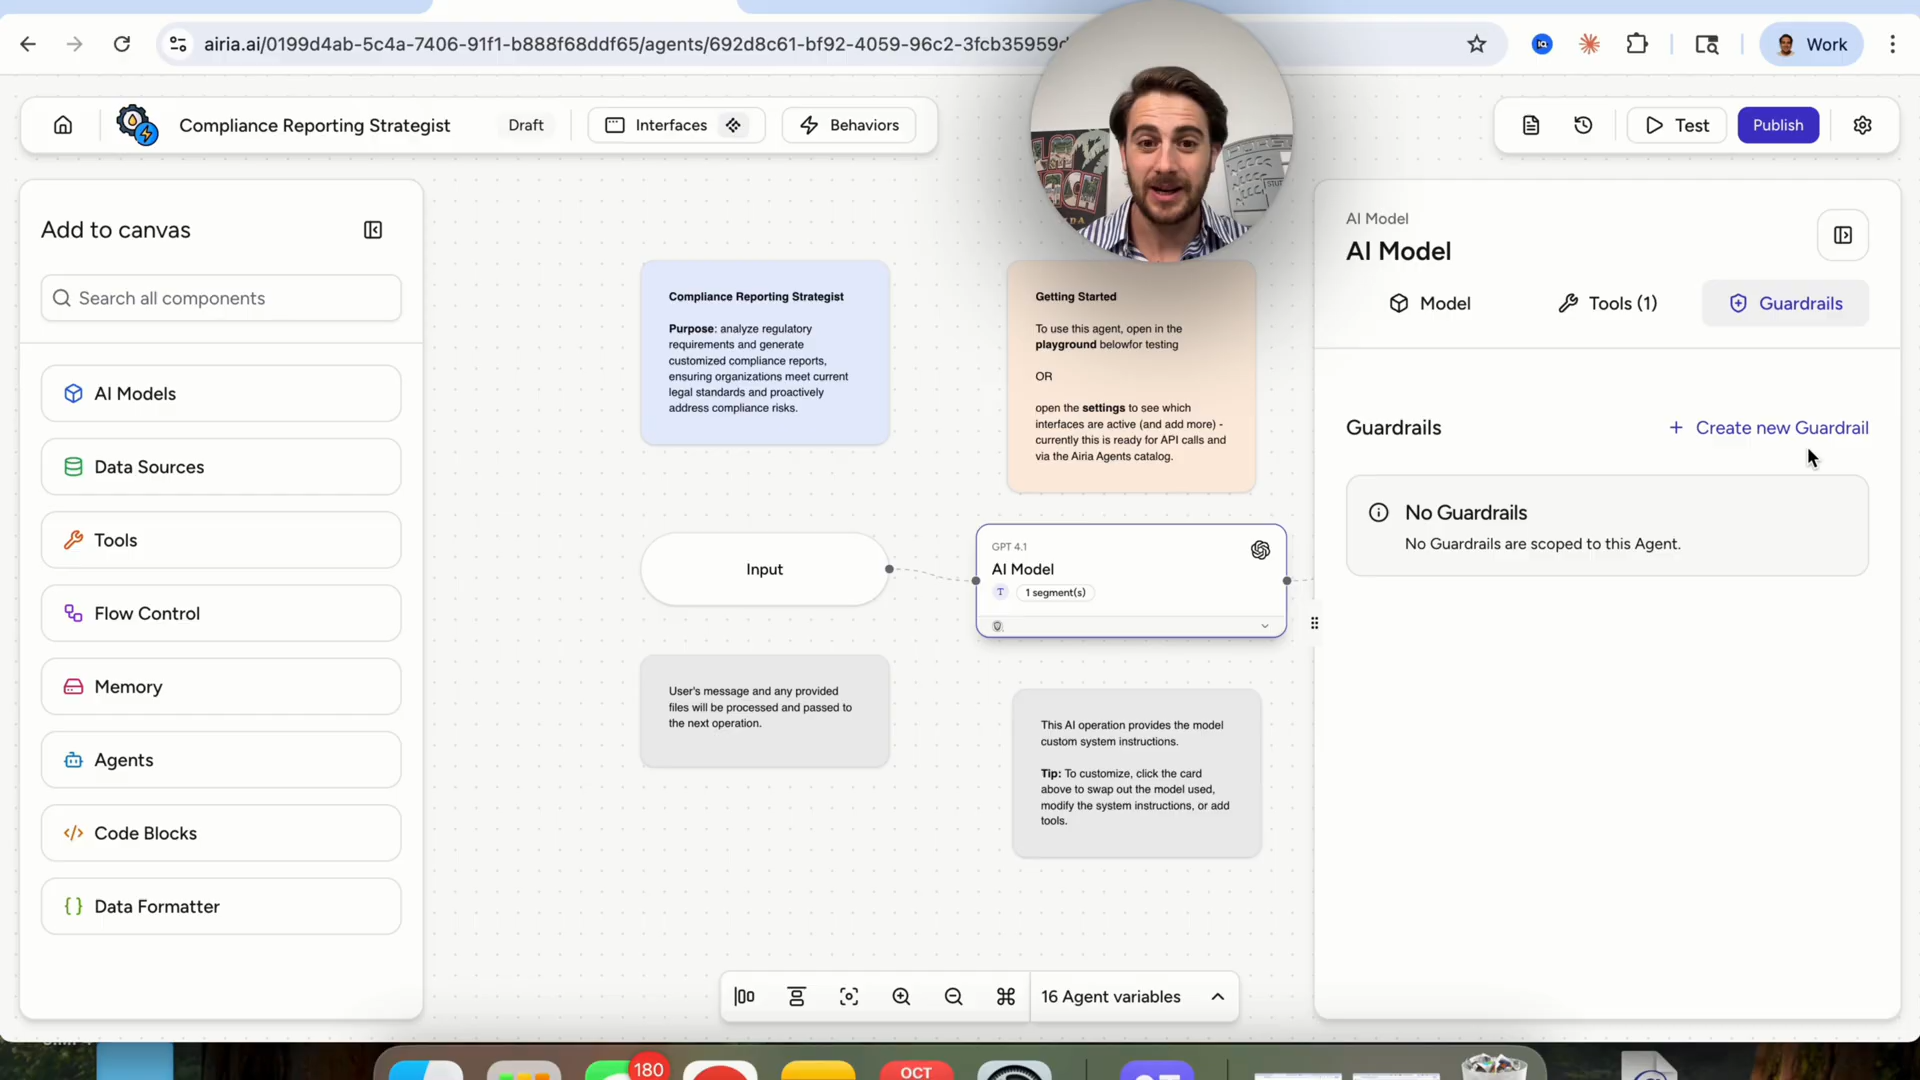 airia.ai/0199d4ab-5c4a-7406-91f1-b888f68ddf65/agents/692d8c61-bf92-4059-96c2-3fcb35959
Work
Compliance Reporting Strategist
Draft
Interfaces
Behaviors
Test
Publish
Add to canvas
Search all components
AI Models
Data Sources
Tools
Flow Control
Memory
Agents
Code Blocks
Data Formatter
Compliance Reporting Strategist
Purpose: analyze regulatory
requirements and generate
customized compliance reports,
ensuring organizations meet current
legal standards and proactively
address compliance risks.
Getting Started
To use this agent, open in the
playground belowfor testing
OR
open the settings to see which
interfaces are active (and add more) -
currently this is ready for API calls and
via the Airia Agents catalog.
Input
GPT 4.1
AI Model
T
1 segment(s)
User's message and any provided
files will be processed and passed to
the next operation.
This AI operation provides the model
custom system instructions.
Tip: To customize, click the card
above to swap out the model used,
modify the system instructions, or add
tools.
16 Agent variables
AI Model
AI Model
Model
Tools (1)
Guardrails
Guardrails
+ Create new Guardrail
No Guardrails
No Guardrails are scoped to this Agent.
180
OCT